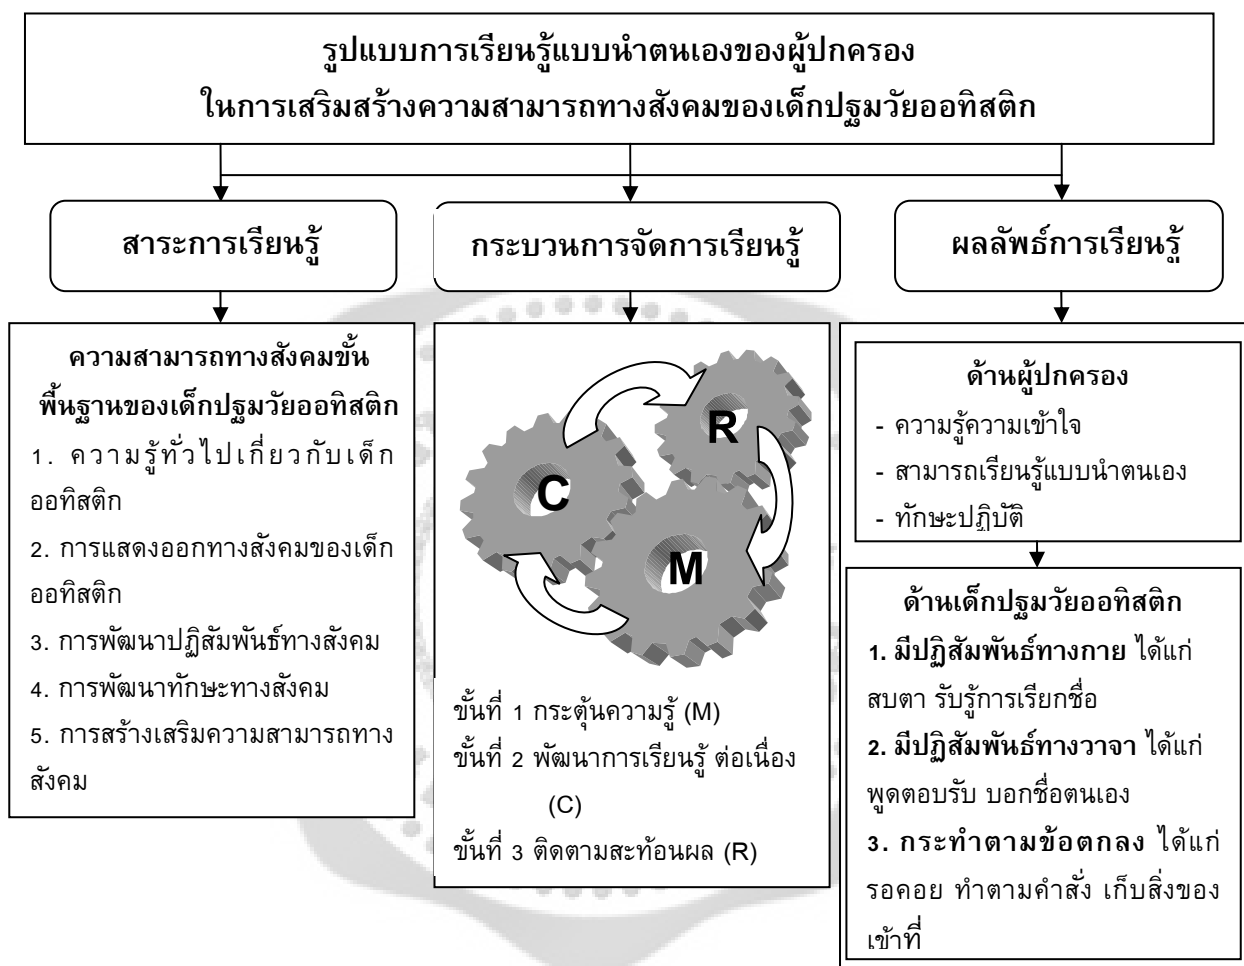 รูปแบบการเรียนรู้แบบนำตนเองของผู้ปกครอง
ในการเสริมสร้างความสามารถทางสังคมของเด็กปฐมวัยออทิสติก
สาระการเรียนรู้
กระบวนการจัดการเรียนรู้
ผลลัพธ์การเรียนรู้
ความสามารถทางสังคมขั้น
พื้นฐานของเด็กปฐมวัยออทิสติก
1. ความรู้ทั่วไปเกี่ยวกับเด็ก
ออทิสติก
2. การแสดงออกทางสังคมของเด็ก
ออทิสติก
3. การพัฒนาปฏิสัมพันธ์ทางสังคม
4. การพัฒนาทักษะทางสังคม
5. การสร้างเสริมความสามารถทาง
สังคม
R
C
M
ขั้นที่ 1 กระตุ้นความรู้ (M)
ขั้นที่ 2 พัฒนาการเรียนรู้ ต่อเนื่อง
(C)
ขั้นที่ 3 ติดตามสะท้อนผล (R)
ด้านผู้ปกครอง
- ความรู้ความเข้าใจ
- สามารถเรียนรู้แบบนำตนเอง
- ทักษะปฏิบัติ
ด้านเด็กปฐมวัยออทิสติก
1. มีปฏิสัมพันธ์ทางกาย ได้แก่
สบตา รับรู้การเรียกชื่อ
2. มีปฏิสัมพันธ์ทางวาจา ได้แก่
พูดตอบรับ บอกชื่อตนเอง
3. กระทำตามข้อตกลง ได้แก่
รอคอย ทำตามคำสั่ง เก็บสิ่งของ
เข้าที่